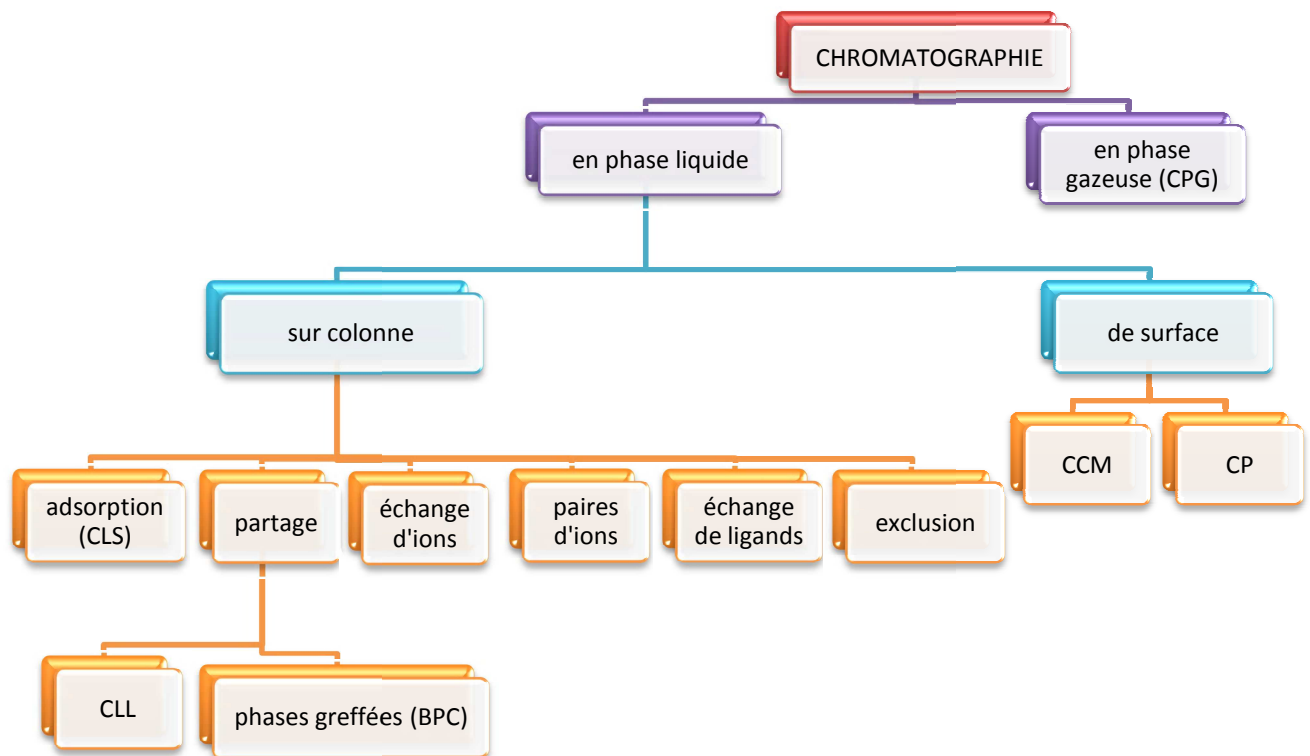 CHROMATOGRAPHIE
en phase liquide
en phase
gazeuse (CPG)
sur colonne
de surface
CCM
CP
adsorption
(CLS)
partage
échange
d'ions
paires
d'ions
échange
de ligands
exclusion
CLL
phases greffées (BPC)